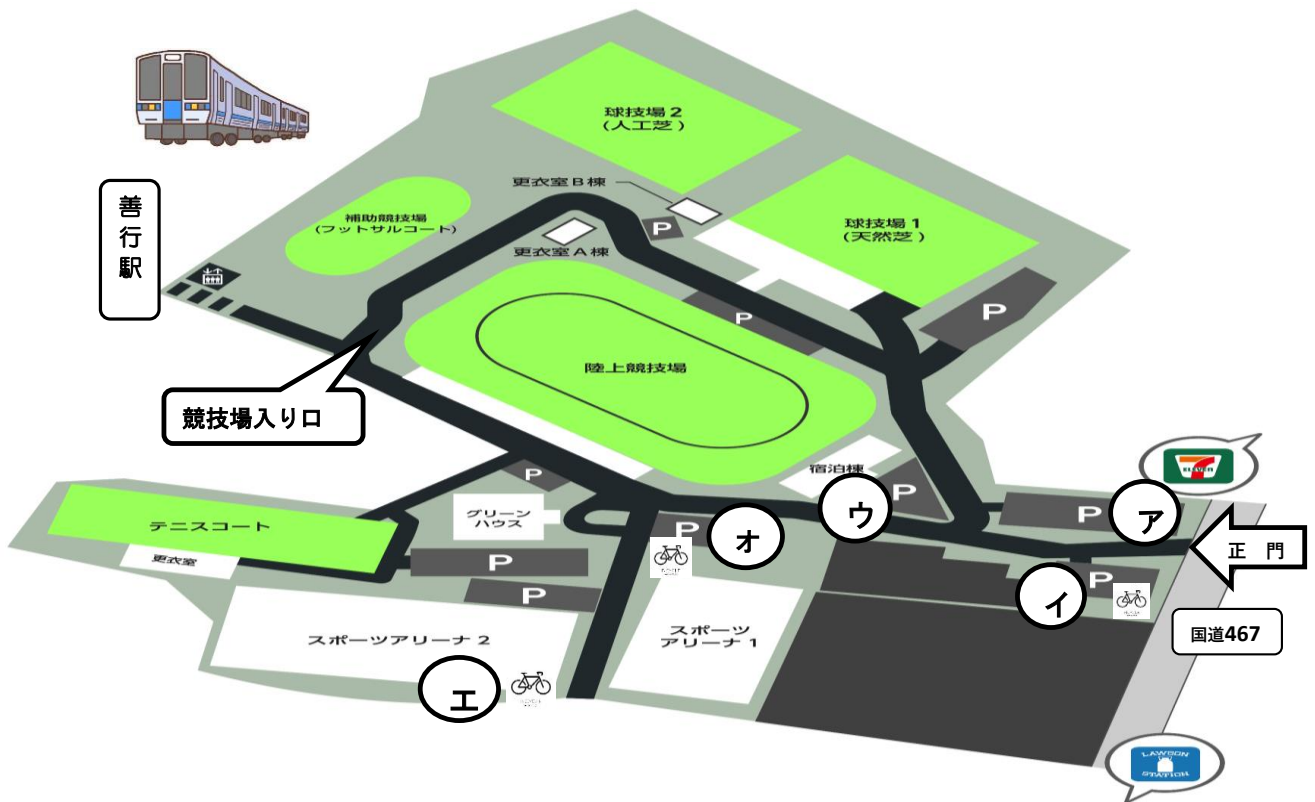 球技場2
(人工芝)
更衣室B棟
善行駅
補助競技場
(フットサルコート)
P
球技場1
(天然芝)
更衣室A棟
P
P
陸上競技場
競技場入り口
7
ELEVEN
宿泊棟
P
P
グリーン
ハウス
ウ
P
ア
テニスコート
P
オ
正門
更衣室
P
P
イ
P
スポーツアリーナ2
スポーツ
アリーナ1
国道467
エ
LAWSON
STATION